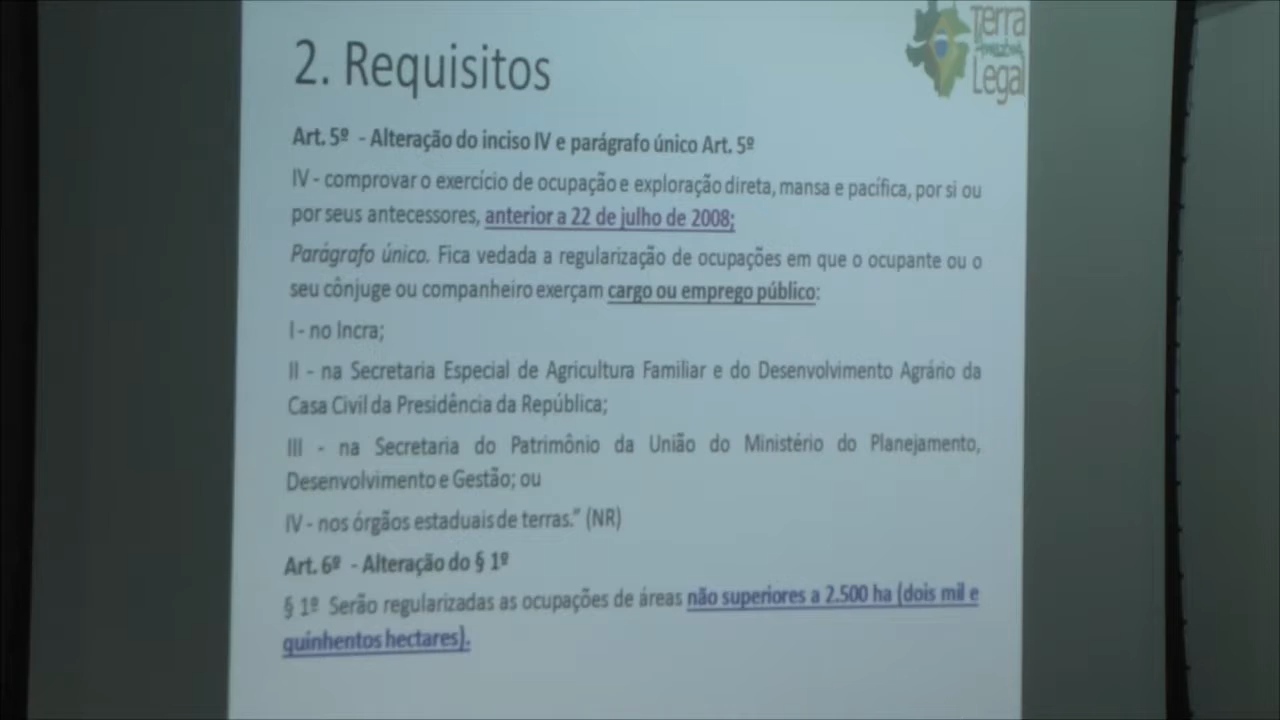 2. Requisitos
Terra
Legal
Art. 5º - Alteração do inciso IV e parágrafo único Art. 5º
IV - comprovar o exercício de ocupação e exploração direta, mansa e pacífica, por si ou
por seus antecessores, anterior a 22 de julho de 2008;
Parágrafo único. Fica vedada a regularização de ocupações em que o ocupante ou o
seu cônjuge ou companheiro exerçam cargo ou emprego público:
I - no Incra;
II - na Secretaria Especial de Agricultura Familiar e do Desenvolvimento Agrário da
Casa Civil da Presidência da República;
III - na Secretaria do Patrimônio da União do Ministério do Planejamento,
Desenvolvimento e Gestão; ou
IV - nos órgãos estaduais de terras." (NR)
Art. 6º - Alteração do § 1º
§ 1º Serão regularizadas as ocupações de áreas não superiores a 2.500 ha (dois mil e
quinhentos hectares).